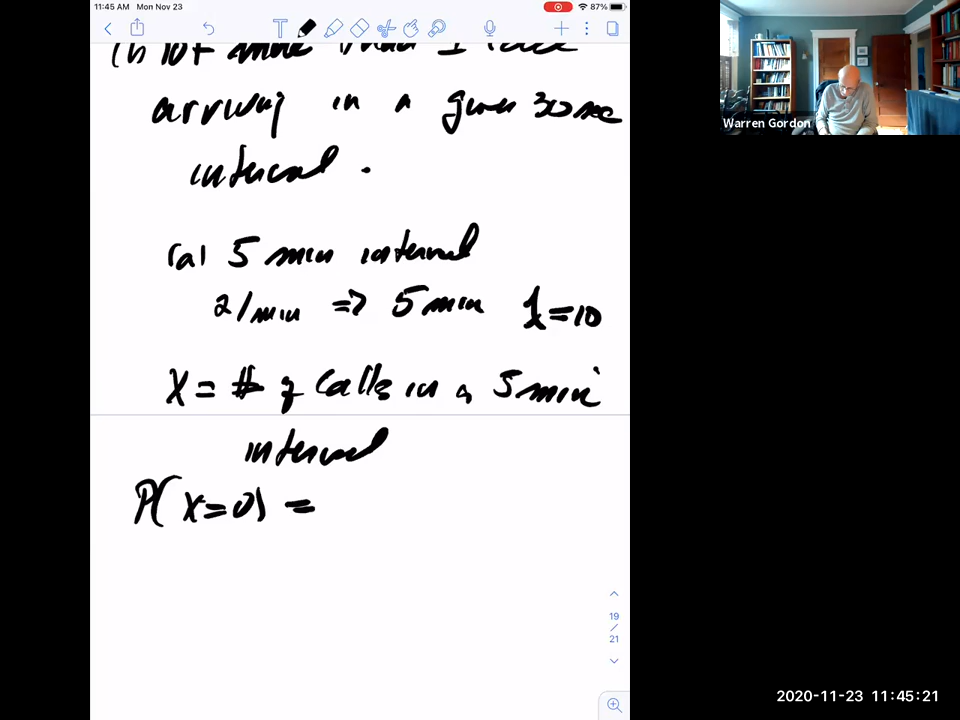 11:45 AM Mon Nov 23
87%
than 1
arriving in a given 30 sec
interval .
(a) 5 min interval
2/min => 5 min λ=10
X = # of calls in a 5 min
interval
P(X=0) =
19
/
21
Warren Gordon
2020-11-23 11:45:21